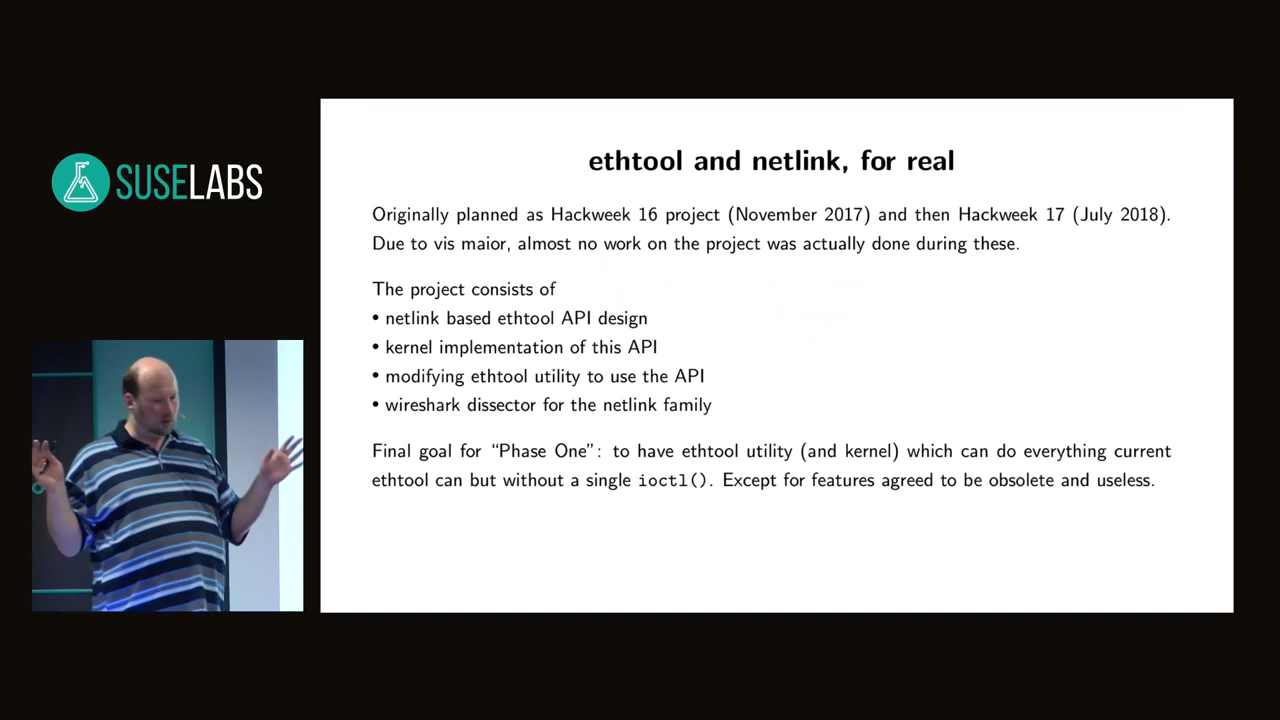 SUSELABS
ethtool and netlink, for real
Originally planned as Hackweek 16 project (November 2017) and then Hackweek 17 (July 2018).
Due to vis maior, almost no work on the project was actually done during these.
The project consists of
• netlink based ethtool API design
• kernel implementation of this API
• modifying ethtool utility to use the API
• wireshark dissector for the netlink family
Final goal for “Phase One”: to have ethtool utility (and kernel) which can do everything current
ethtool can but without a single ioctl(). Except for features agreed to be obsolete and useless.